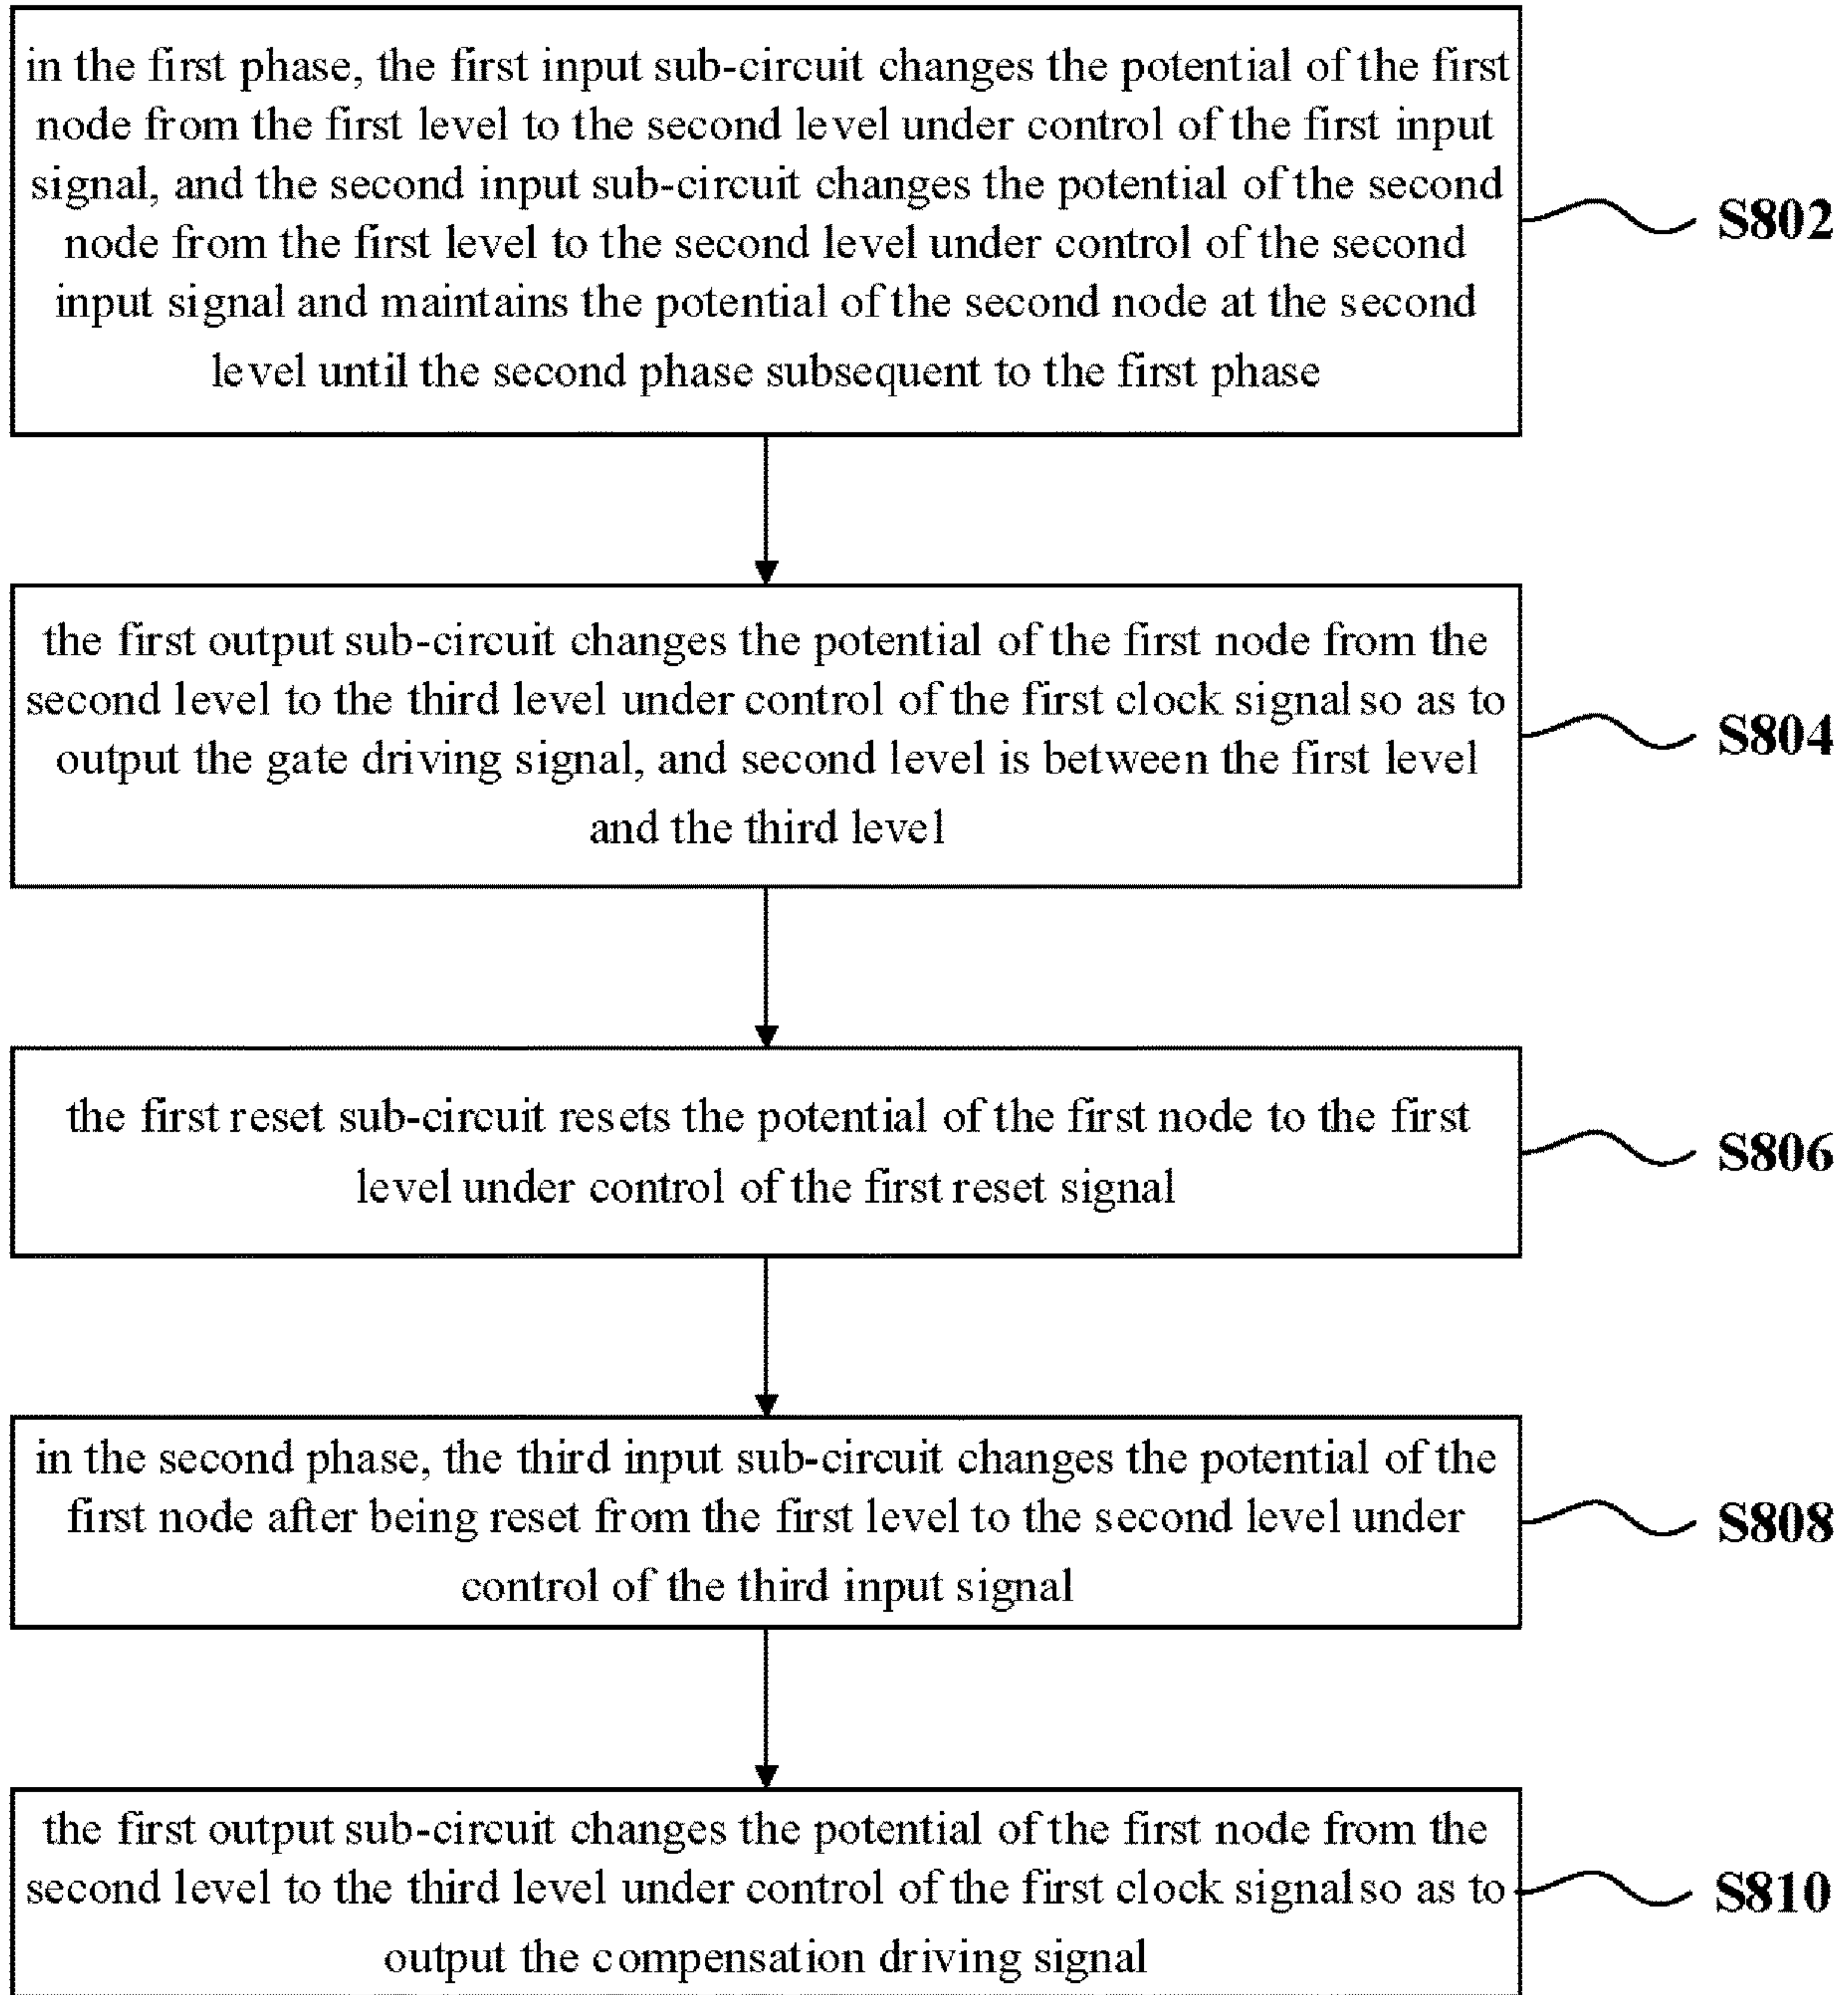 in the first phase, the first input sub-circuit changes the potential of the first
node from the first level to the second level under control of the first input
signal, and the second input sub-circuit changes the potential of the second
node from the first level to the second level under control of the second
input signal and maintains the potential of the second node at the second
level until the second phase subsequent to the first phase
S802
the first output sub-circuit changes the potential of the first node from the
second level to the third level under control of the first clock signal so as to
output the gate driving signal, and second level is between the first level
and the third level
S804
the first reset sub-circuit resets the potential of the first node to the first
level under control of the first reset signal
S806
in the second phase, the third input sub-circuit changes the potential of the
first node after being reset from the first level to the second level under
control of the third input signal
S808
the first output sub-circuit changes the potential of the first node from the
second level to the third level under control of the first clock signal so as to
output the compensation driving signal
S810